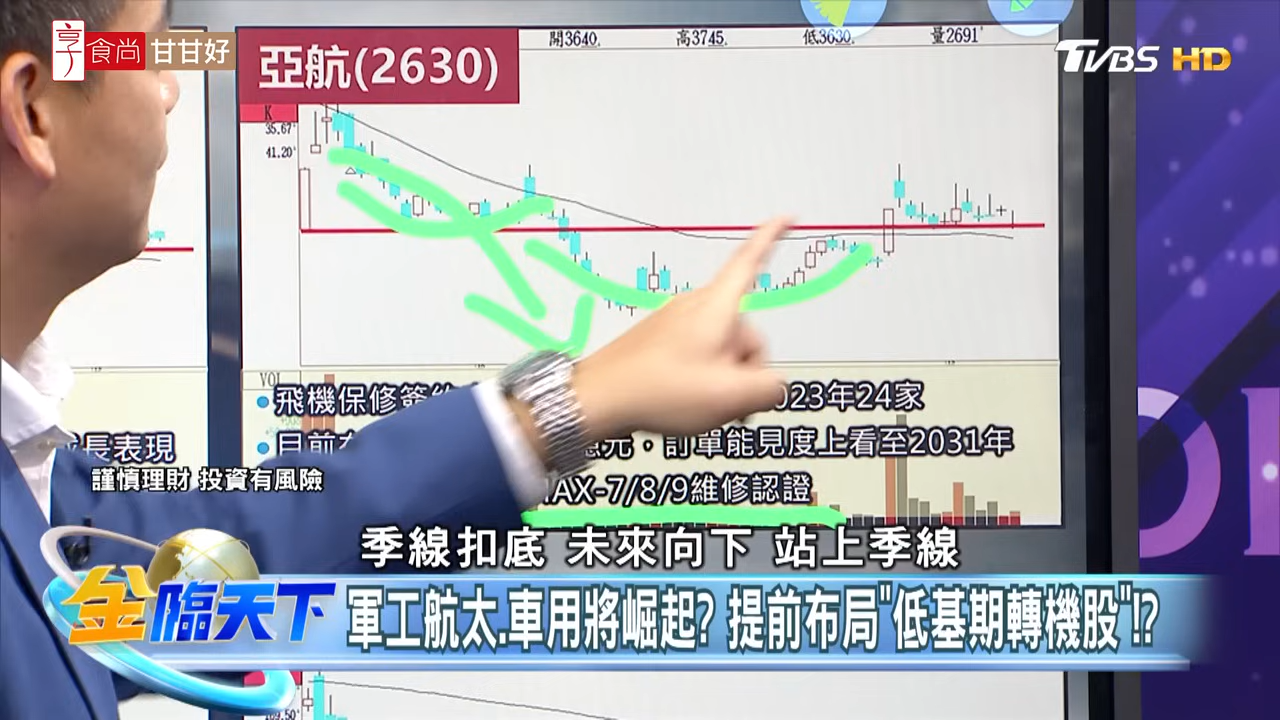 享
食尚
甘甘好
TVBS HD
亞航(2630)
開3640.
高3745.
低3630.
量2691'
K
35.67'
41.20'
VOL
飛機保修簽約
023年24家
目前
億元，訂單能見度上看至2031年
MAX-7/8/9維修認證
成長表現
謹慎理財 投資有風險
季線扣底 未來向下 站上季線
金臨天下
軍工航太.車用將崛起? 提前布局"低基期轉機股"!?